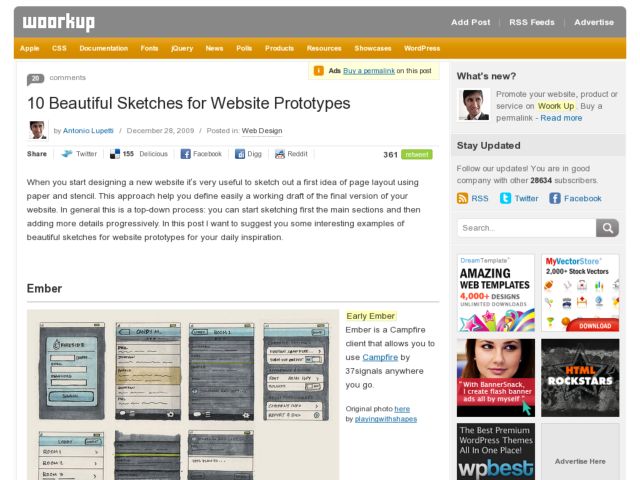 woorkup
Add Post | RSS Feeds | Advertise
Apple CSS Documentation Fonts jQuery News Polls Products Resources Showcases WordPress
20 comments
Ads Buy a permalink on this post
10 Beautiful Sketches for Website Prototypes
by Antonio Lupetti / December 28, 2009 / Posted in: Web Design
Share Twitter 155 Delicious Facebook Digg Reddit 361 retweet
When you start designing a new website it's very useful to sketch out a first idea of page layout using
paper and stencil. This approach help you define easily a working draft of the final version of your
website. In general this is a top-down process: you can start sketching first the main sections and then
adding more details progressively. In this post I want to suggest you some interesting examples of
beautiful sketches for website prototypes for your daily inspiration.
Ember
Early Ember
Ember is a Campfire
client that allows you to
use Campfire by
37signals anywhere
you go.
Original photo here
by playingwithshapes
CANDY M.
ROOM 1
LOBBY
ROOM 1
ROOM 2
ROOM 3
What's new?
Promote your website, product or
service on Woork Up. Buy a
permalink - Read more
Stay Updated
Follow our updates! You are in good
company with other 28634 subscribers.
RSS Twitter Facebook
Search...
DreamTemplate
AMAZING
WEB TEMPLATES
4,000+ DESIGNS
UNLIMITED DOWNLOADS
MyVectorStore
2,000+ Stock Vectors
DOWNLOAD
"With BannerSnack,
I create flash banner
ads all by myself"
HTML
ROCKSTARS
The Best Premium
WordPress Themes
All In One Club
wpbest
Advertise Here